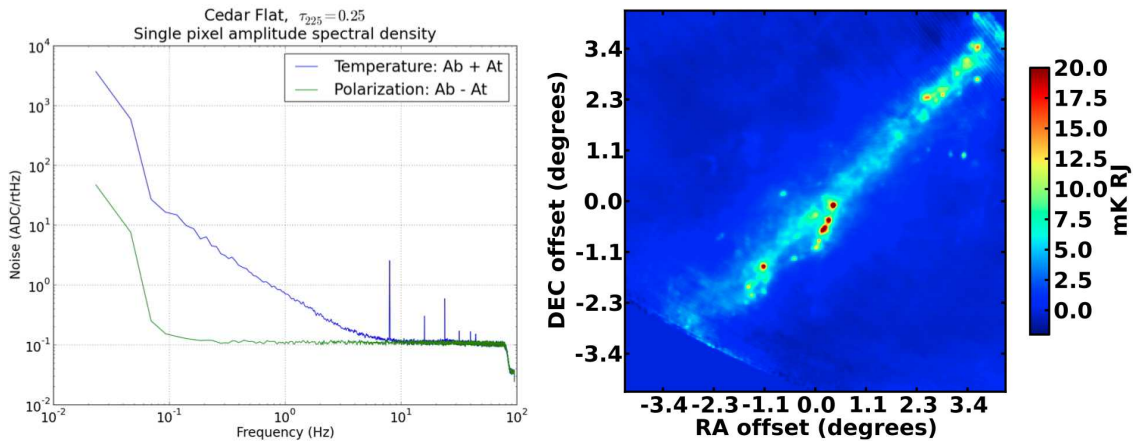 Cedar Flat, τ225=0.25
Single pixel amplitude spectral density
Temperature: Ab + At
Polarization: Ab - At
Noise (ADC/rtHz)
10^4
10^3
10^2
10^1
10^0
10^-1
10^-2
10^-2 10^-1 10^0 10^1 10^2
Frequency (Hz)
DEC offset (degrees)
3.4
2.3
1.1
0.0
-1.1
-2.3
-3.4
-3.4 -2.3 -1.1 0.0 1.1 2.3 3.4
RA offset (degrees)
20.0
17.5
15.0
12.5
10.0
7.5
5.0
2.5
0.0
mK RJ